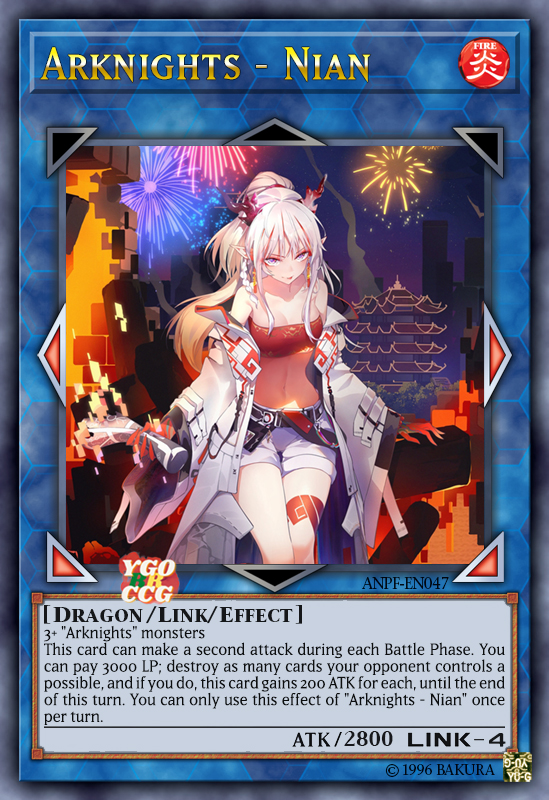 ARKNIGHTS - NIAN
FIRE
炎
YGO
RR
CCG
ANPF-EN047
[DRAGON/LINK/EFFECT]
3+ "Arknights" monsters
This card can make a second attack during each Battle Phase. You
can pay 3000 LP; destroy as many cards your opponent controls a
possible, and if you do, this card gains 200 ATK for each, until the end
of this turn. You can only use this effect of "Arknights - Nian" once
per turn.
ATK/2800 LINK-4
©1996 BAKURA